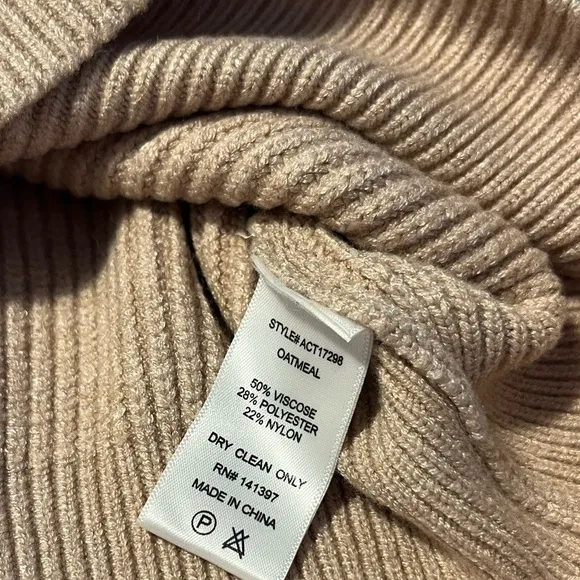 STYLE# ACT17298
OATMEAL
50% VISCOSE
28% POLYESTER
22% NYLON
DRY CLEAN ONLY
RN# 141397
MADE IN CHINA
P